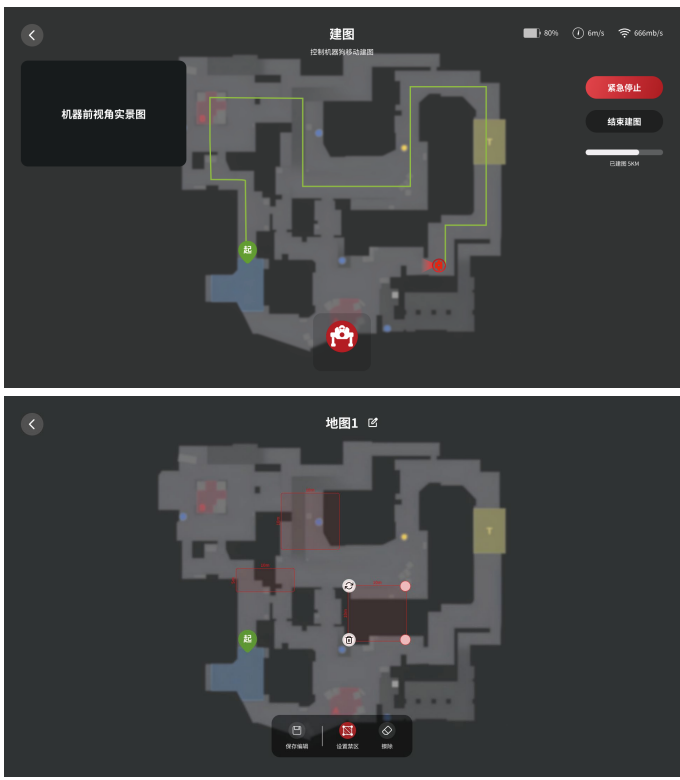 建图
控制机器狗移动建图
80%
6m/s
666mb/s
机器前视角实景图
紧急停止
结束建图
已建图 5KM
T
起
地图1
T
起
保存编辑
设置禁区
擦除